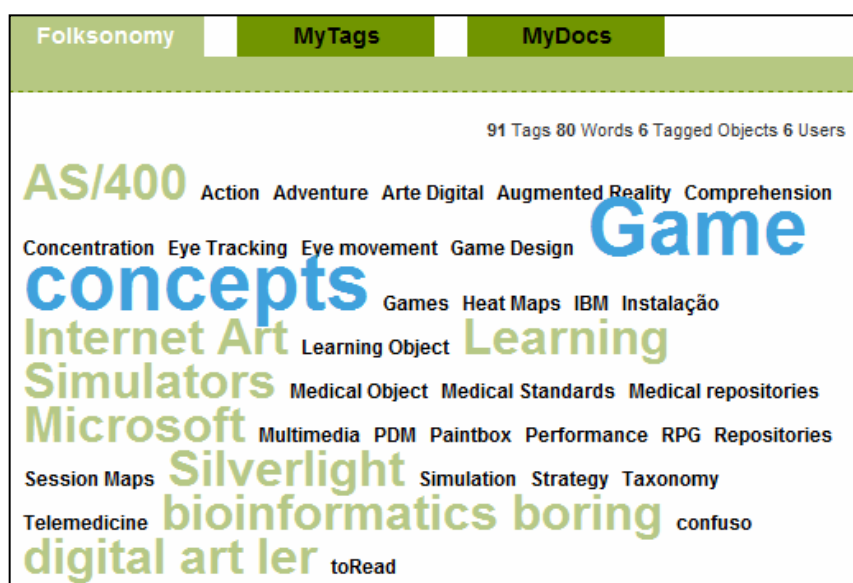 Folksonomy MyTags MyDocs
91 Tags 80 Words 6 Tagged Objects 6 Users
AS/400 Action Adventure Arte Digital Augmented Reality Comprehension
Concentration Eye Tracking Eye movement Game Design Game
concepts Games Heat Maps IBM Instalação
Internet Art Learning Object Learning
Simulators Medical Object Medical Standards Medical repositories
Microsoft Multimedia PDM Paintbox Performance RPG Repositories
Session Maps Silverlight Simulation Strategy Taxonomy
Telemedicine bioinformatics boring confuso
digital art ler toRead